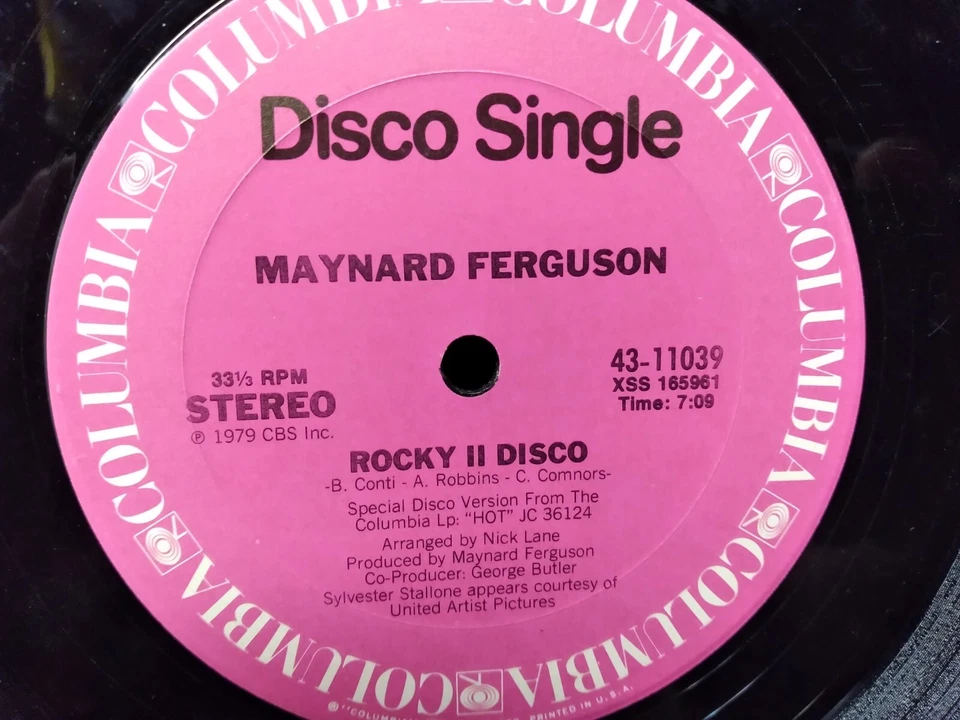 COLUMBIA COLUMBIA COLUMBIA COLUMBIA COLUMBIA COLUMBIA COLUMBIA COLUMBIA
Disco Single
MAYNARD FERGUSON
33⅓ RPM
STEREO
℗ 1979 CBS Inc.
43-11039
XSS 165961
Time: 7:09
ROCKY II DISCO
-B. Conti - A. Robbins - C. Comnors-
Special Disco Version From The
Columbia Lp: "HOT" JC 36124
Arranged by Nick Lane
Produced by Maynard Ferguson
Co-Producer: George Butler
Sylvester Stallone appears courtesy of
United Artist Pictures
PRINTED IN U.S.A.